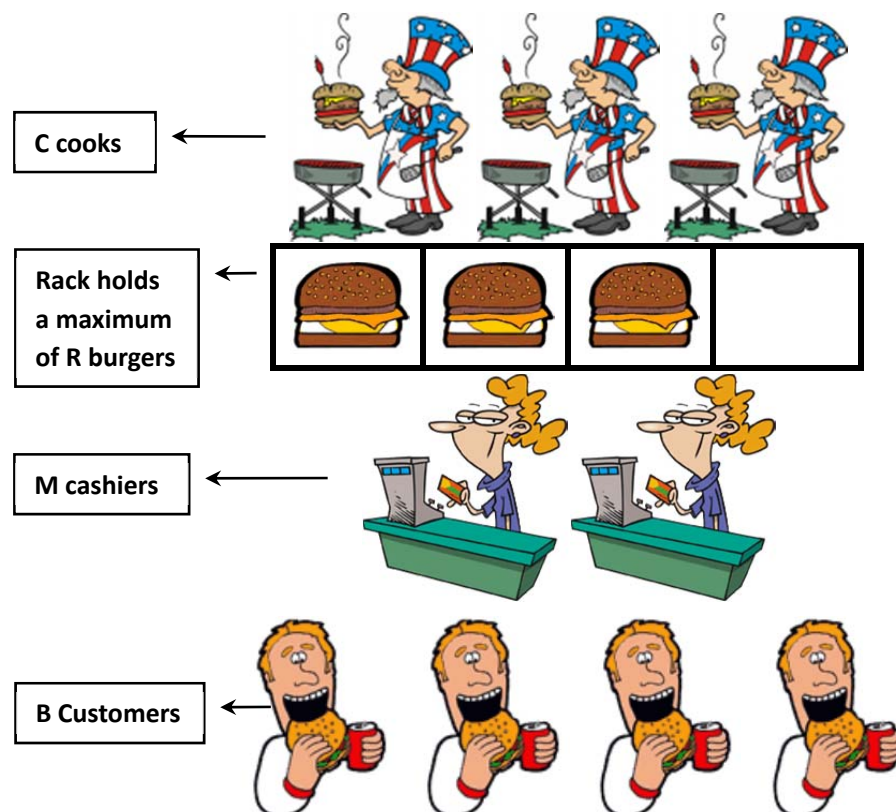 C cooks
Rack holds
a maximum
of R burgers
M cashiers
B Customers